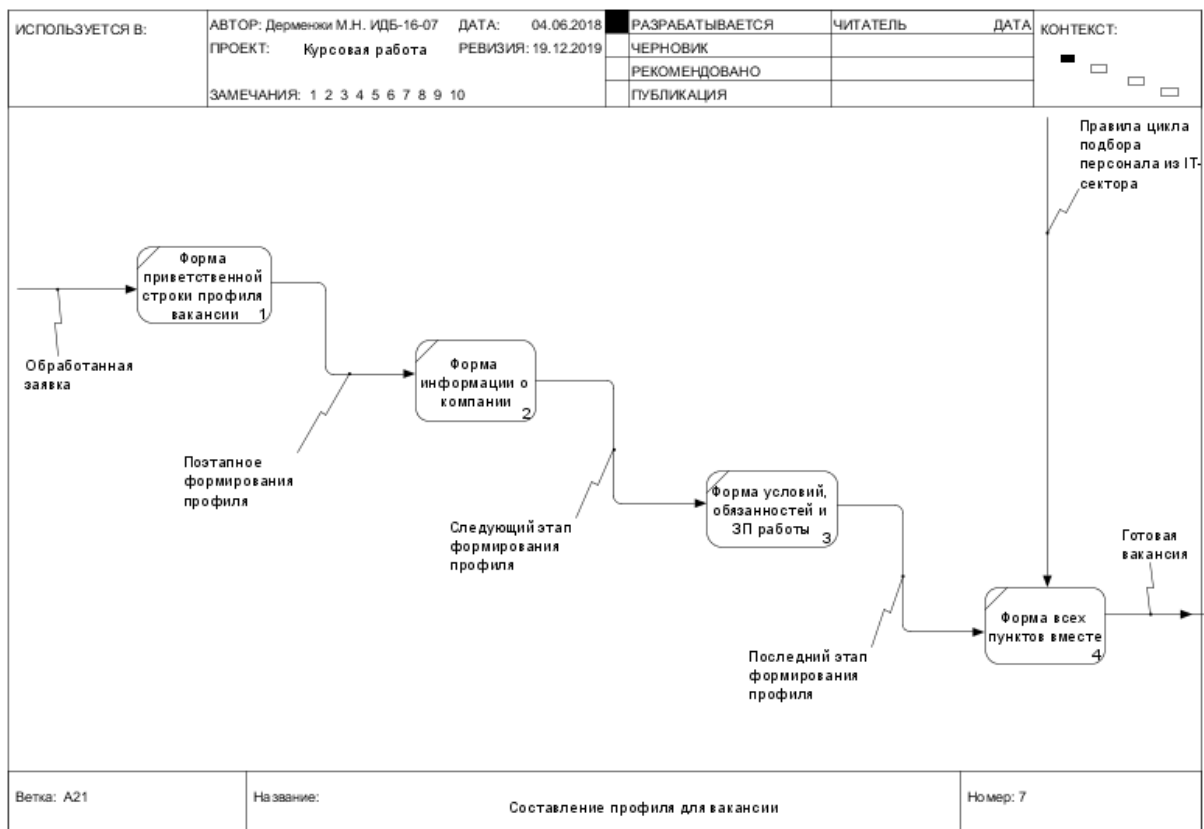 ИСПОЛЬЗУЕТСЯ В:
АВТОР: Дерменжи М.Н. ИДБ-16-07
ДАТА: 04.06.2018
РАЗРАБАТЫВАЕТСЯ
ЧИТАТЕЛЬ
ДАТА
КОНТЕКСТ:
ПРОЕКТ: Курсовая работа
РЕВИЗИЯ: 19.12.2019
ЧЕРНОВИК
РЕКОМЕНДОВАНО
ЗАМЕЧАНИЯ: 1 2 3 4 5 6 7 8 9 10
ПУБЛИКАЦИЯ
Правила цикла
подбора
персонала из IT-
сектора
Форма
приветственной
строки профиля
вакансии
1
Обработанная
заявка
Форма
информации о
компании
2
Поэтапное
формирования
профиля
Форма условий,
обязанностей и
ЗП работы
3
Следующий этап
формирования
профиля
Готовая
вакансия
Форма всех
пунктов вместе
4
Последний этап
формирования
профиля
Ветка: A21
Название:
Составление профиля для вакансии
Номер: 7